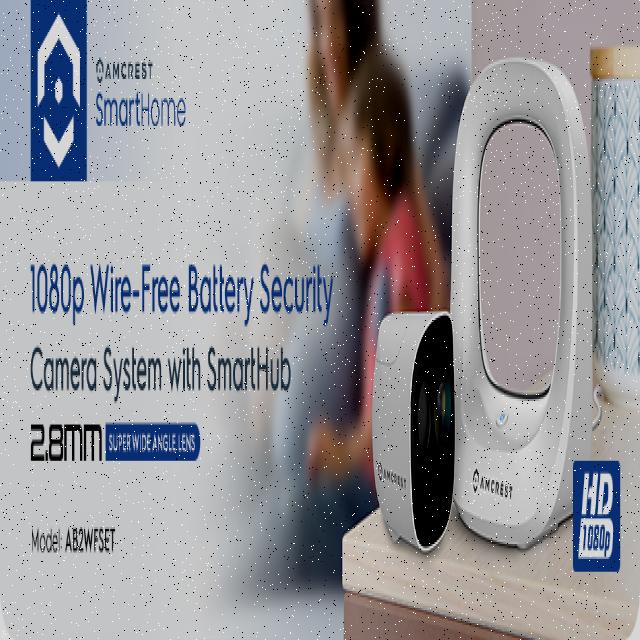 AMCREST
SmartHome
1080p Wire-Free Battery Security
Camera System with SmartHub
2.8mm SUPER WIDE ANGLE LENS
Model: AB2WFSET
AMCREST
AMCREST
HD
1080p